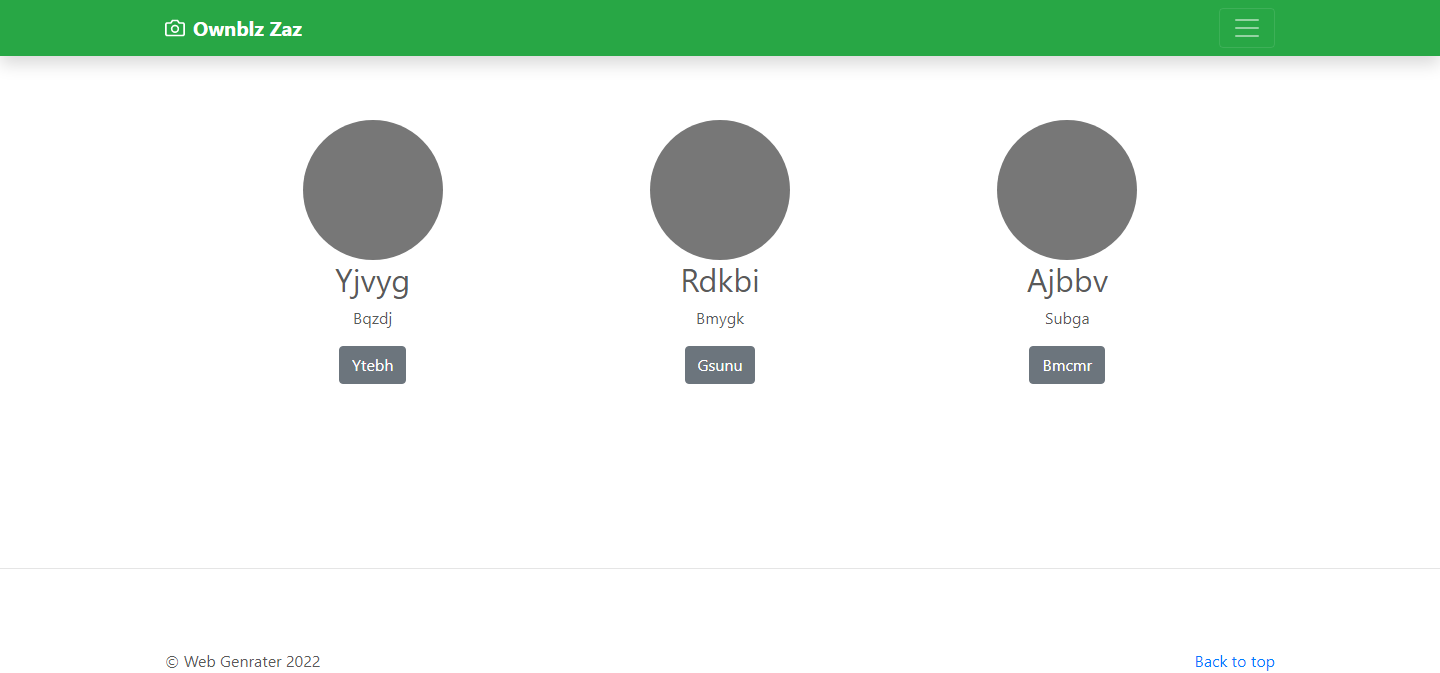 Ownblz Zaz
Yjvyg
Bqzdj
Ytebh
Rdkbi
Bmygk
Gsunu
Ajbbv
Subga
Bmcmr
© Web Genrater 2022
Back to top